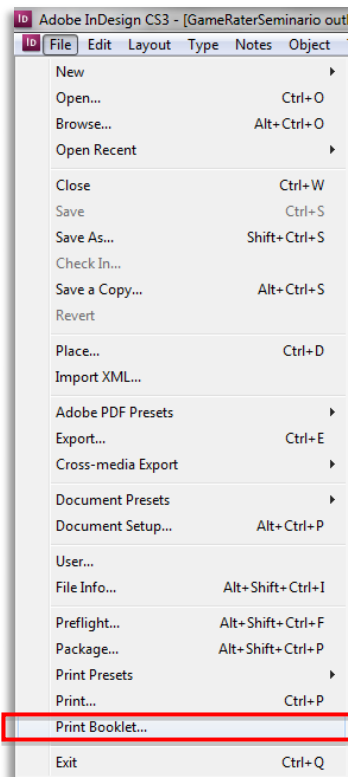 ID Adobe InDesign CS3 - [GameRaterSeminario out
ID File Edit Layout Type Notes Object
New
Open... Ctrl+O
Browse... Alt+Ctrl+O
Open Recent
Close Ctrl+W
Save Ctrl+S
Save As... Shift+Ctrl+S
Check In...
Save a Copy... Alt+Ctrl+S
Revert
Place... Ctrl+D
Import XML...
Adobe PDF Presets
Export... Ctrl+E
Cross-media Export
Document Presets
Document Setup... Alt+Ctrl+P
User...
File Info... Alt+Shift+Ctrl+I
Preflight... Alt+Shift+Ctrl+F
Package... Alt+Shift+Ctrl+P
Print Presets
Print... Ctrl+P
Print Booklet...
Exit Ctrl+Q